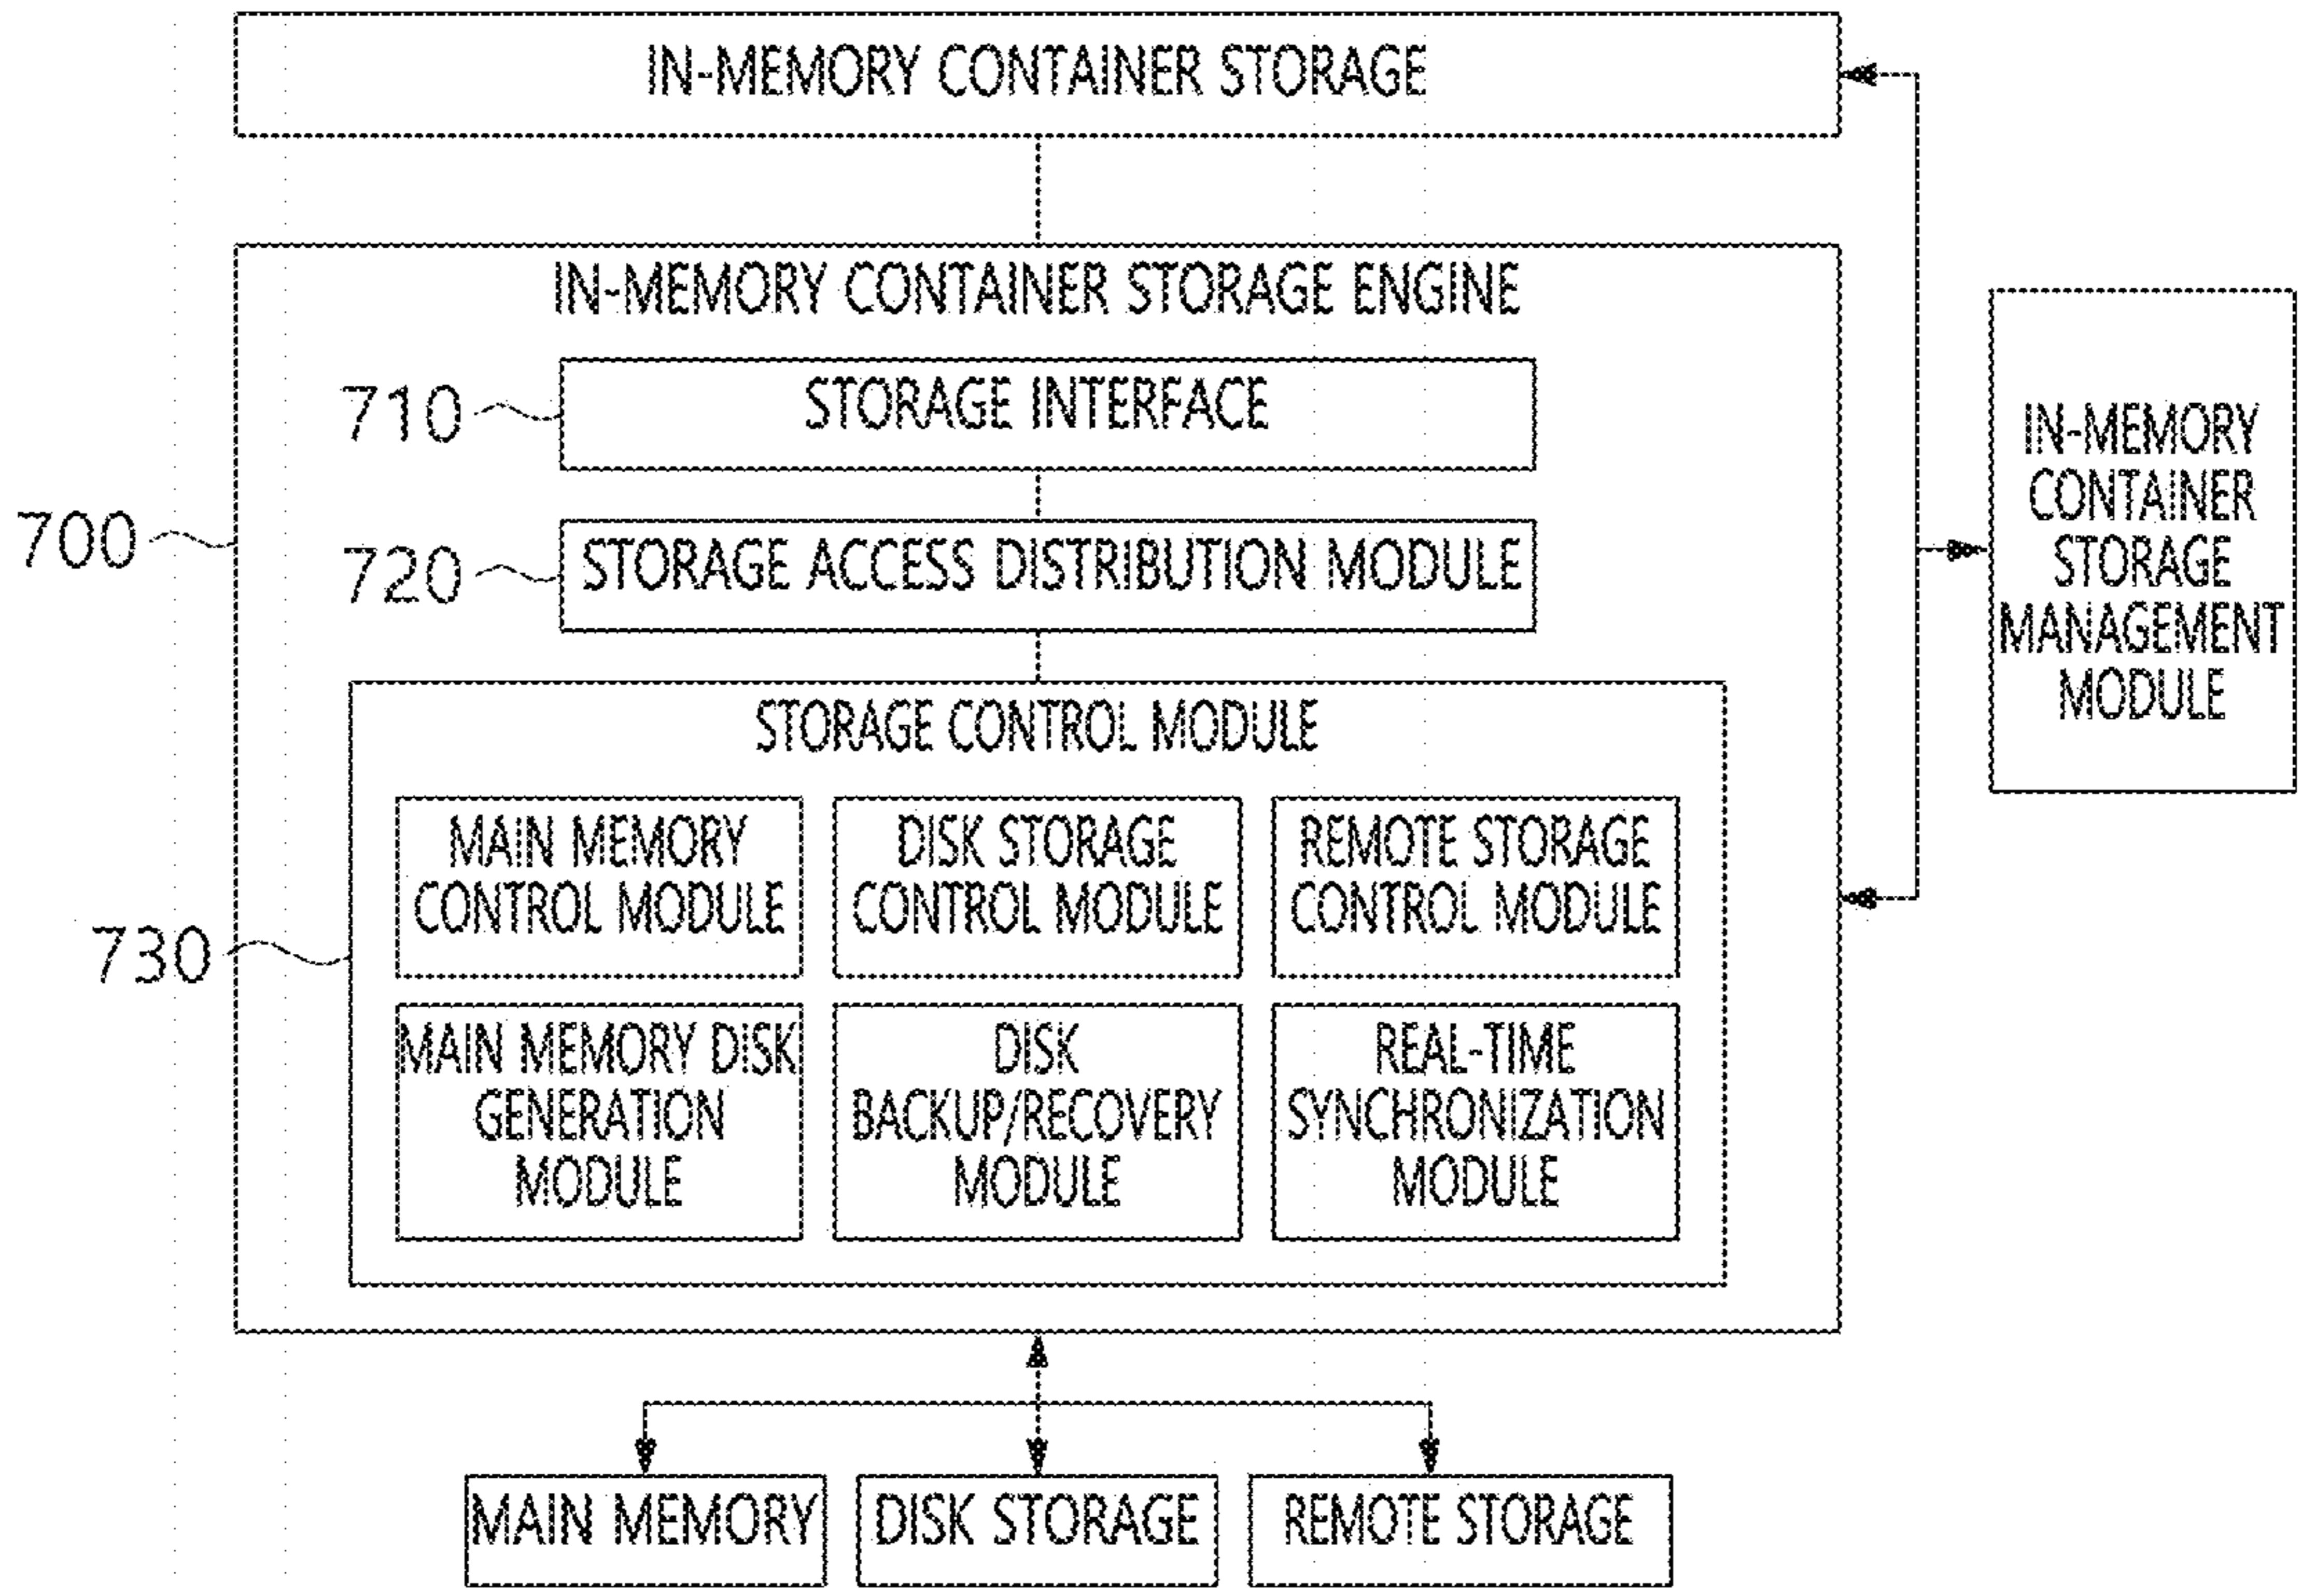 IN-MEMORY CONTAINER STORAGE
IN-MEMORY CONTAINER STORAGE ENGINE
710
STORAGE INTERFACE
700
720
STORAGE ACCESS DISTRIBUTION MODULE
IN-MEMORY
CONTAINER
STORAGE
MANAGEMENT
MODULE
730
STORAGE CONTROL MODULE
MAIN MEMORY
CONTROL MODULE
DISK STORAGE
CONTROL MODULE
REMOTE STORAGE
CONTROL MODULE
MAIN MEMORY DISK
GENERATION
MODULE
DISK
BACKUP/RECOVERY
MODULE
REAL-TIME
SYNCHRONIZATION
MODULE
MAIN MEMORY
DISK STORAGE
REMOTE STORAGE